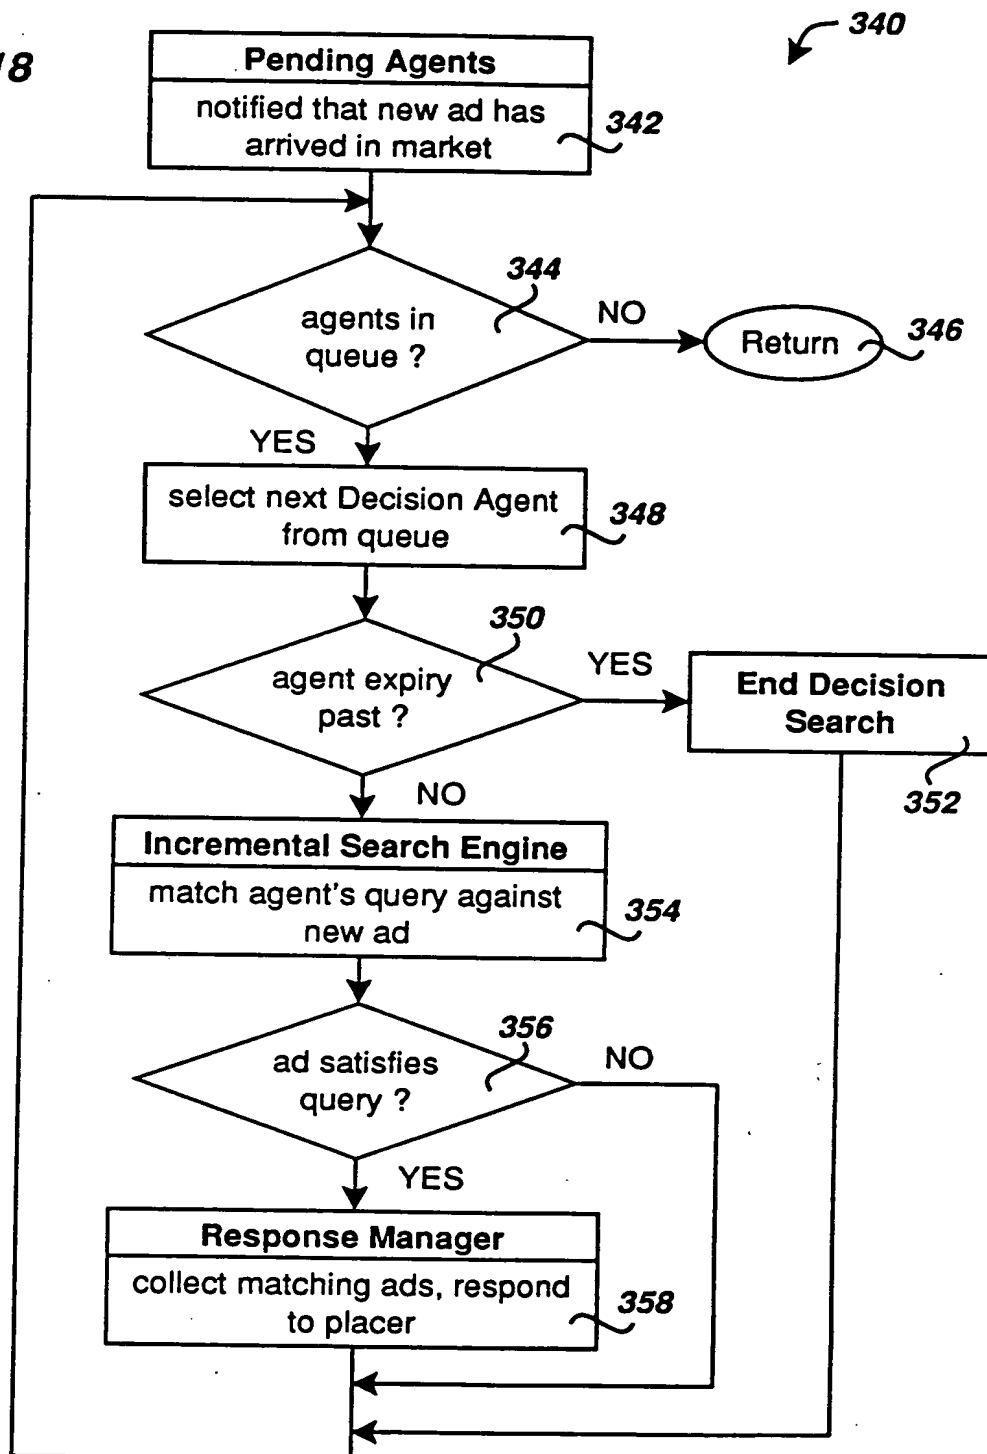 18
340
Pending Agents
notified that new ad has
arrived in market
342
344
agents in
queue ?
NO
Return
346
YES
select next Decision Agent
from queue
348
350
agent expiry
past ?
YES
End Decision
Search
352
NO
Incremental Search Engine
match agent's query against
new ad
354
356
ad satisfies
query ?
NO
YES
Response Manager
collect matching ads, respond
to placer
358